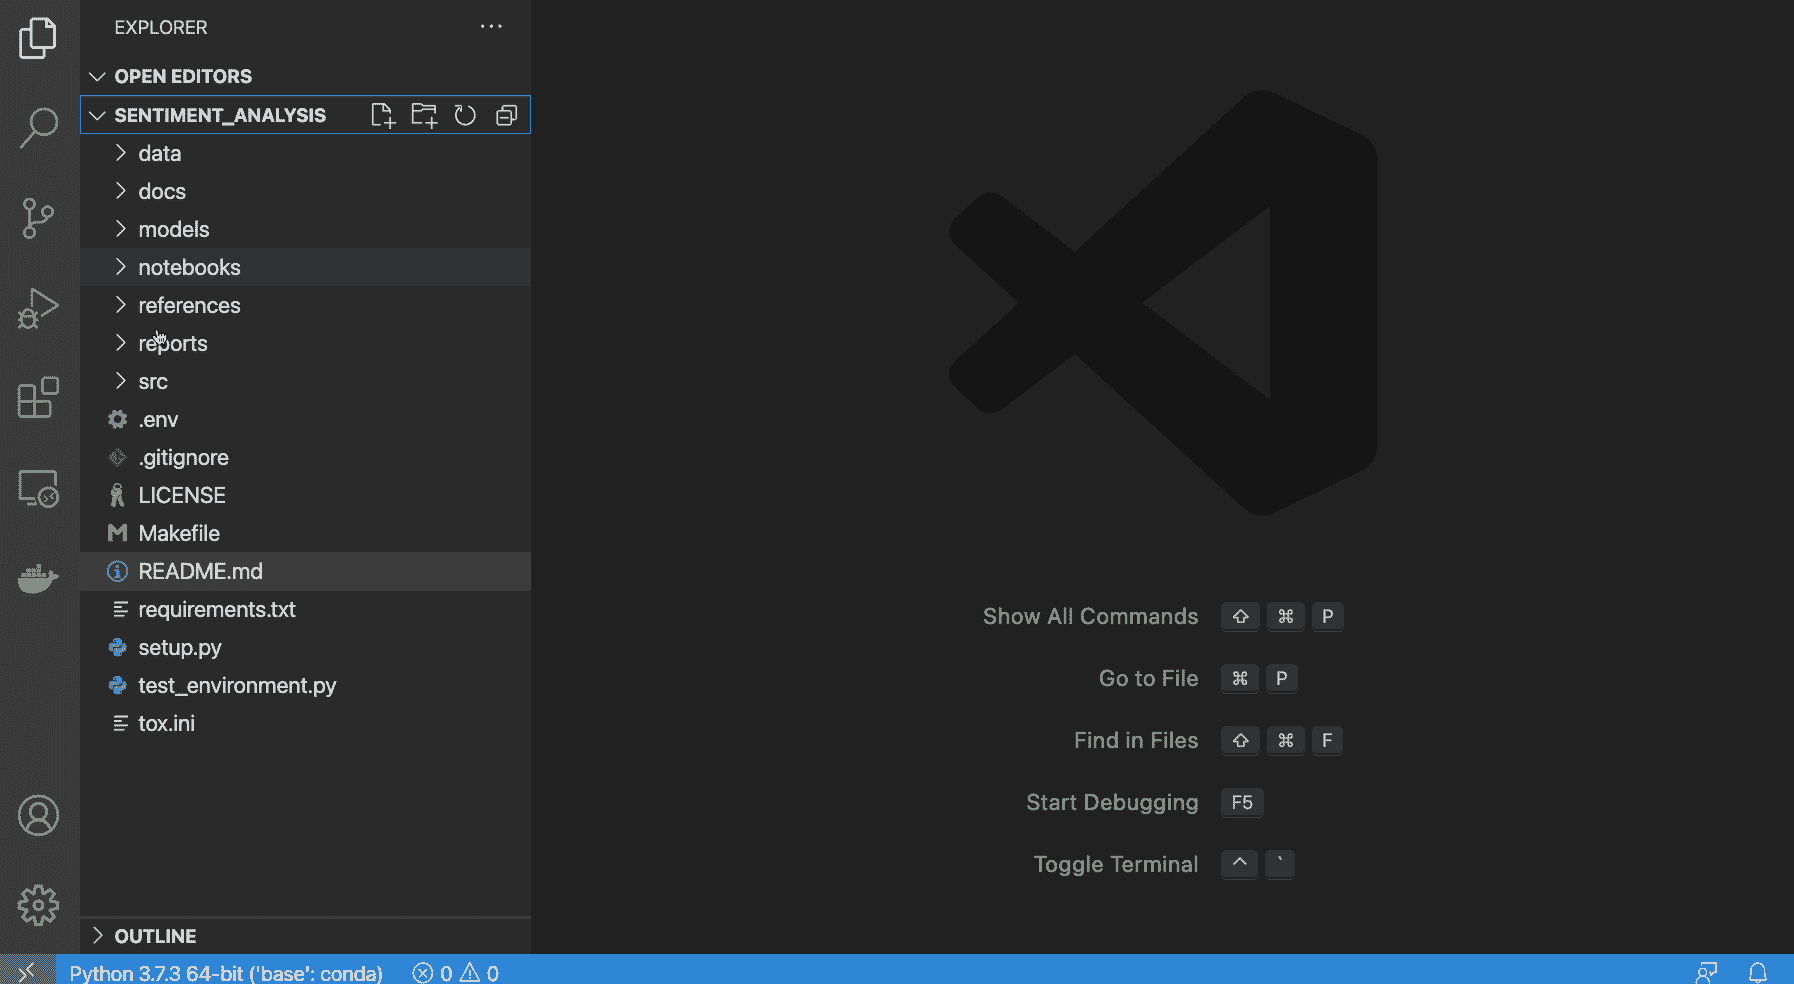 EXPLORER
OPEN EDITORS
SENTIMENT_ANALYSIS
data
docs
models
notebooks
references
reports
src
.env
.gitignore
LICENSE
Makefile
README.md
requirements.txt
setup.py
test_environment.py
tox.ini
OUTLINE
Show All Commands ⇧ ⌘ P
Go to File ⌘ P
Find in Files ⇧ ⌘ F
Start Debugging F5
Toggle Terminal ^ `
Python 3.7.3 64-bit ('base': conda) 0 0